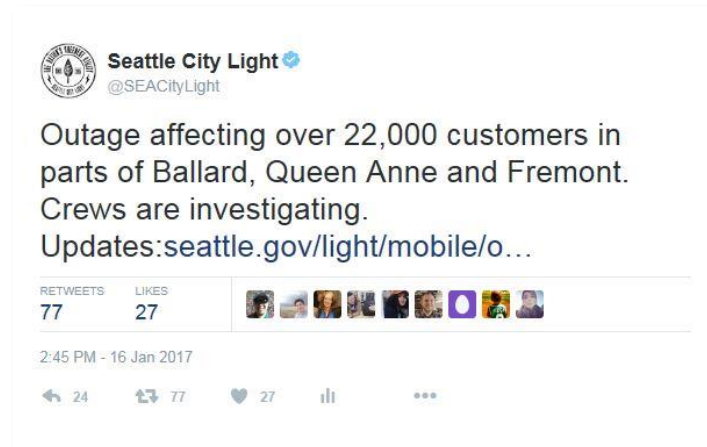 Seattle City Light
@SEACityLight
Outage affecting over 22,000 customers in
parts of Ballard, Queen Anne and Fremont.
Crews are investigating.
Updates:seattle.gov/light/mobile/o…
RETWEETS LIKES
77 27
2:45 PM - 16 Jan 2017
24 77 27